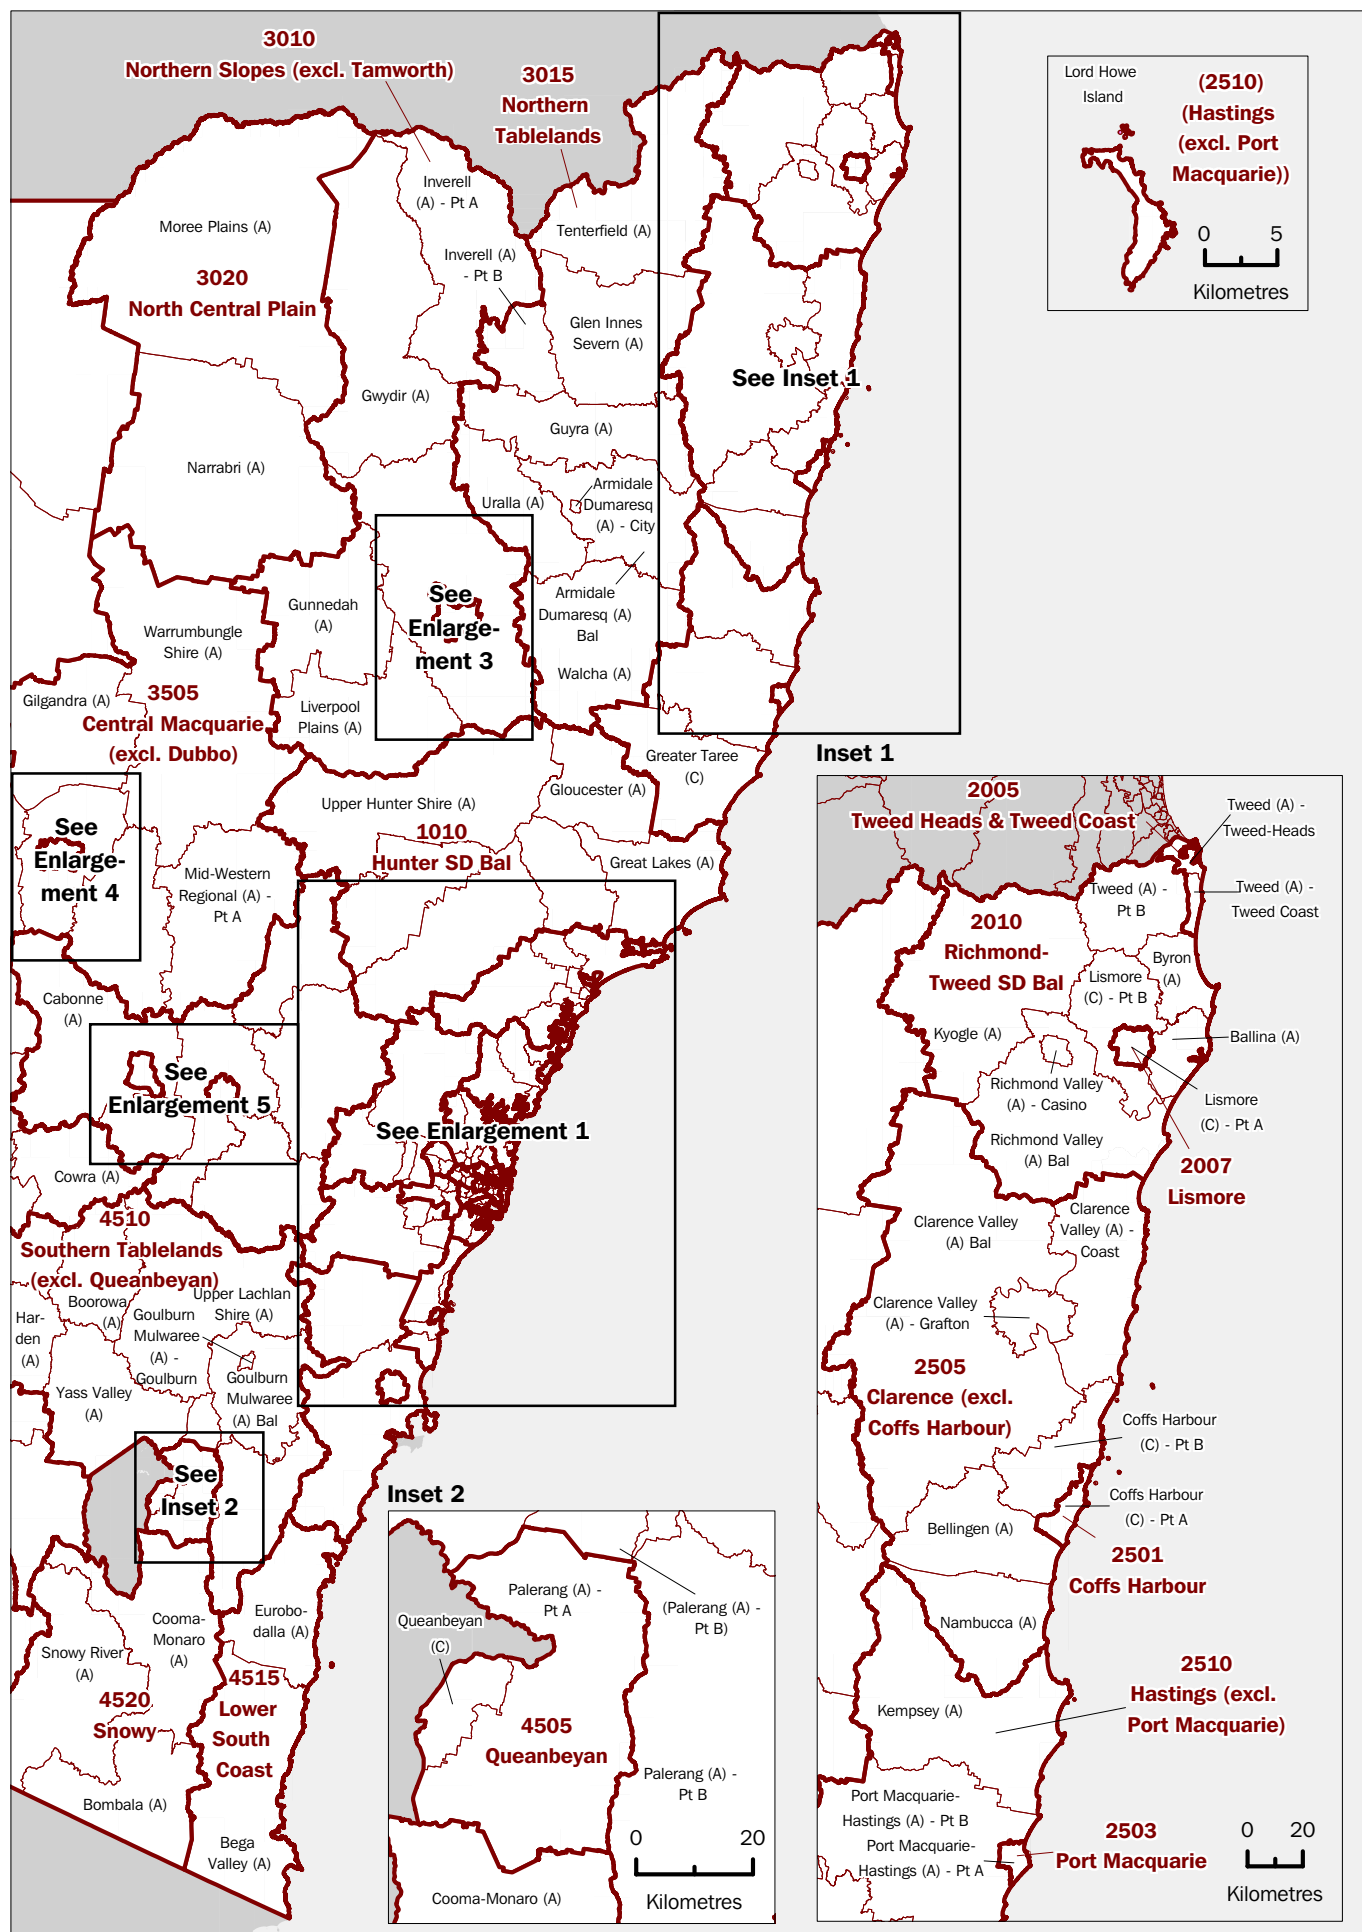 3010
Northern Slopes (excl. Tamworth)
3015
Northern
Tablelands
Inverell
(A) - Pt A
Moree Plains (A)
Tenterfield (A)
Inverell (A)
- Pt B
3020
North Central Plain
Glen Innes
Severn (A)
See Inset 1
Gwydir (A)
Guyra (A)
Narrabri (A)
Uralla (A)
Armidale
Dumaresq
(A) - City
See
Enlarge-
ment 3
Gunnedah
(A)
Armidale
Dumaresq (A)
Bal
Warrumbungle
Shire (A)
Walcha (A)
Gilgandra (A)
3505
Central Macquarie
(excl. Dubbo)
Liverpool
Plains (A)
Greater Taree
(C)
Gloucester (A)
Upper Hunter Shire (A)
1010
Hunter SD Bal
See
Enlarge-
ment 4
Great Lakes (A)
Mid-Western
Regional (A) -
Pt A
Cabonne
(A)
See
Enlargement 5
See Enlargement 1
Cowra (A)
4510
Southern Tablelands
(excl. Queanbeyan)
Boorowa
(A)
Upper Lachlan
Shire (A)
Har-
den
(A)
Goulburn
Mulwaree
(A) -
Goulburn
Goulburn
Mulwaree
(A) Bal
Yass Valley
(A)
See
Inset 2
Cooma-
Monaro
(A)
Eurobo-
dalla (A)
Snowy River
(A)
4520
Snowy
4515
Lower
South
Coast
Bombala (A)
Bega
Valley (A)
Lord Howe
Island
(2510)
(Hastings
(excl. Port
Macquarie))
0 5
Kilometres
Inset 1
2005
Tweed Heads & Tweed Coast
Tweed (A) -
Tweed-Heads
Tweed (A) -
Pt B
Tweed (A) -
Tweed Coast
2010
Richmond-
Tweed SD Bal
Byron
(A)
Lismore
(C) - Pt B
Kyogle (A)
Ballina (A)
Richmond Valley
(A) - Casino
Lismore
(C) - Pt A
Richmond Valley
(A) Bal
2007
Lismore
Clarence Valley
(A) Bal
Clarence
Valley (A) -
Coast
Clarence Valley
(A) - Grafton
2505
Clarence (excl.
Coffs Harbour)
Coffs Harbour
(C) - Pt B
Coffs Harbour
(C) - Pt A
Bellingen (A)
2501
Coffs Harbour
Nambucca (A)
2510
Hastings (excl.
Port Macquarie)
Kempsey (A)
Port Macquarie-
Hastings (A) - Pt B
Port Macquarie-
Hastings (A) - Pt A
2503
Port Macquarie
0 20
Kilometres
Inset 2
Palerang (A) -
Pt A
(Palerang (A) -
Pt B)
Queanbeyan
(C)
4505
Queanbeyan
Palerang (A) -
Pt B
0 20
Kilometres
Cooma-Monaro (A)